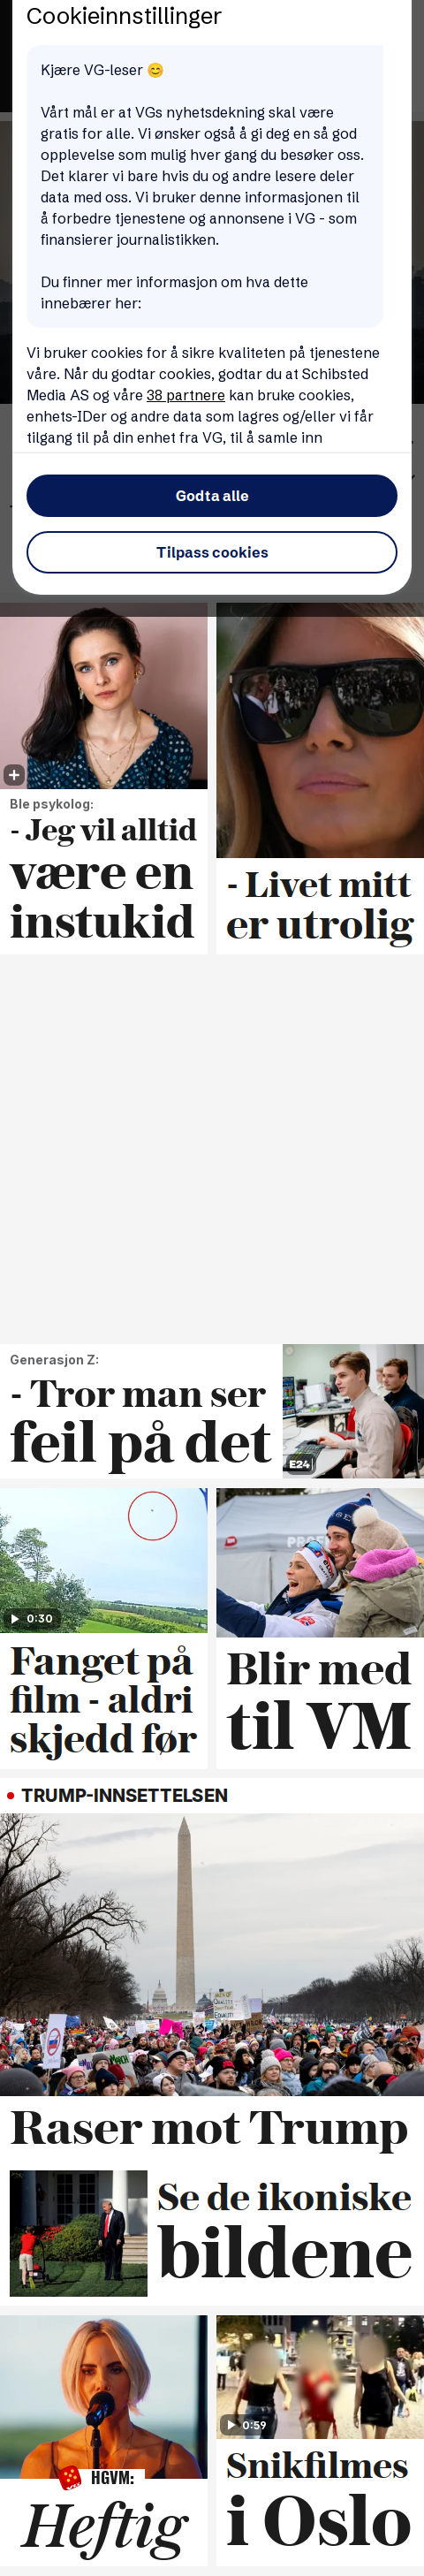 Cookieinnstillinger
Kjære VG-leser 😊
Vårt mål er at VGs nyhetsdekning skal være
gratis for alle. Vi ønsker også å gi deg en så god
opplevelse som mulig hver gang du besøker oss.
Det klarer vi bare hvis du og andre lesere deler
data med oss. Vi bruker denne informasjonen til
å forbedre tjenestene og annonsene i VG - som
finansierer journalistikken.
Du finner mer informasjon om hva dette
innebærer her:
Vi bruker cookies for å sikre kvaliteten på tjenestene
våre. Når du godtar cookies, godtar du at Schibsted
Media AS og våre 38 partnere kan bruke cookies,
enhets-IDer og andre data som lagres og/eller vi får
tilgang til på din enhet fra VG, til å samle inn
Godta alle
Tilpass cookies
Ble psykolog:
- Jeg vil alltid
være en
instukid
- Livet mitt
er utrolig
Generasjon Z:
- Tror man ser
feil på det
E24
0:30
Fanget på
film - aldri
skjedd før
Blir med
til VM
TRUMP-INNSETTELSEN
Raser mot Trump
Se de ikoniske
bildene
HGVM:
Heftig
0:59
Snikfilmes
i Oslo